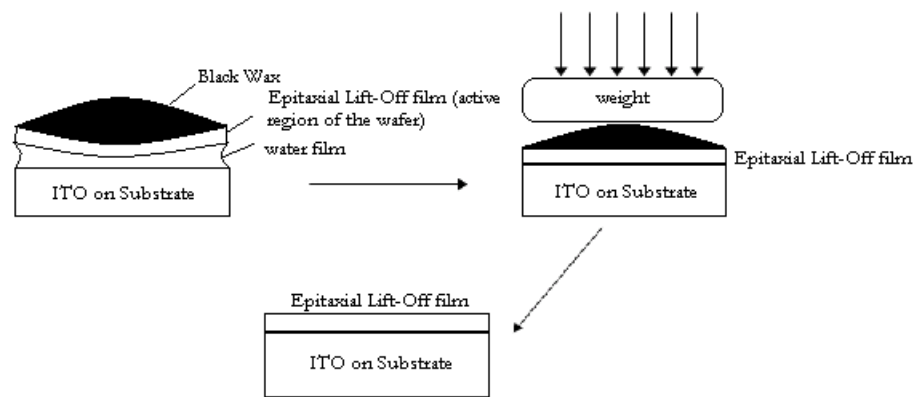 Black Wax
Epitaxial Lift-Off film (active
region of the wafer)
water film
ITO on Substrate
weight
Epitaxial Lift-Off film
ITO on Substrate
Epitaxial Lift-Off film
ITO on Substrate